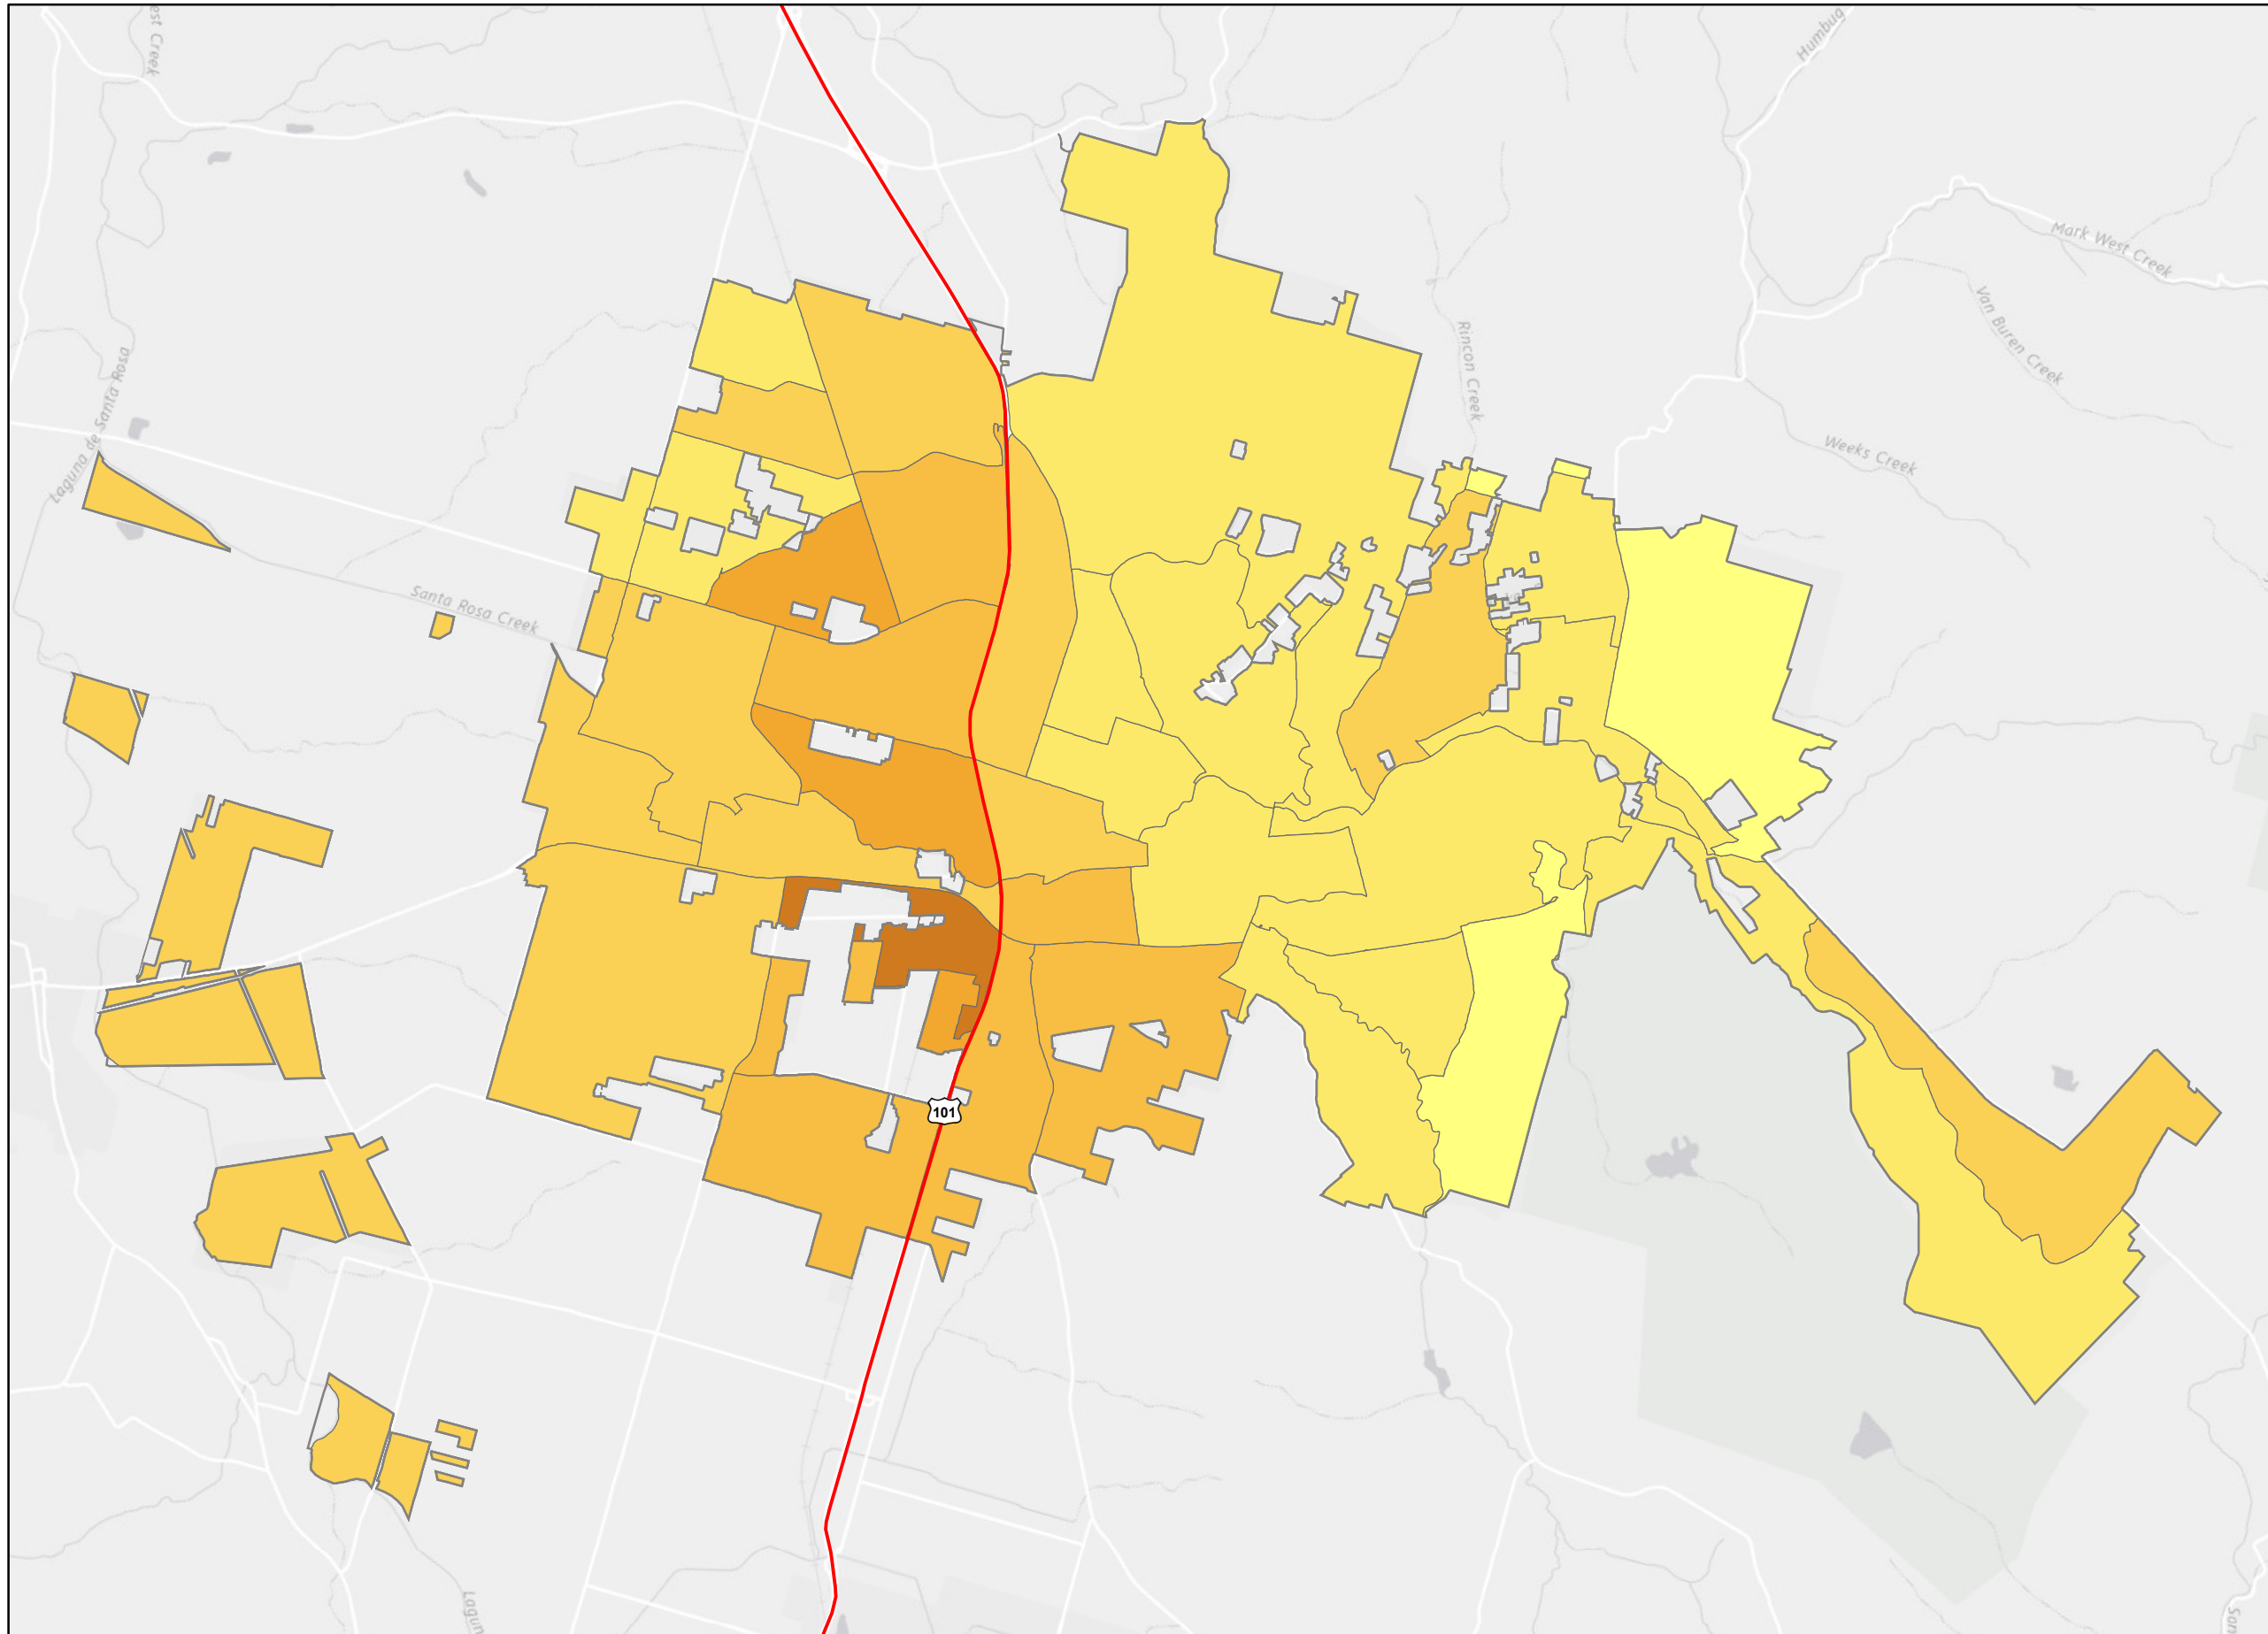 est Creek
Humbug
Mark West Creek
Van Buren Creek
Rincon Creek
Weeks Creek
Laguna de Santa Rosa
Santa Rosa Creek
101
Lagun
Son